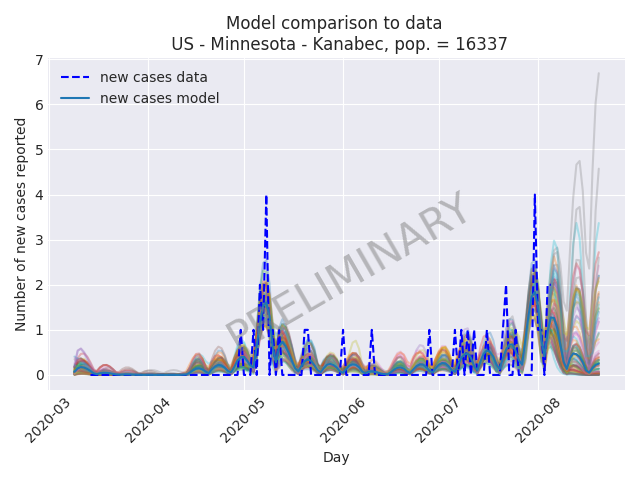 Model comparison to data
US - Minnesota - Kanabec, pop. = 16337
7
6
5
4
3
2
1
0
Number of new cases reported
new cases data
new cases model
PRELIMINARY
2020-03
2020-04
2020-05
2020-06
2020-07
2020-08
Day